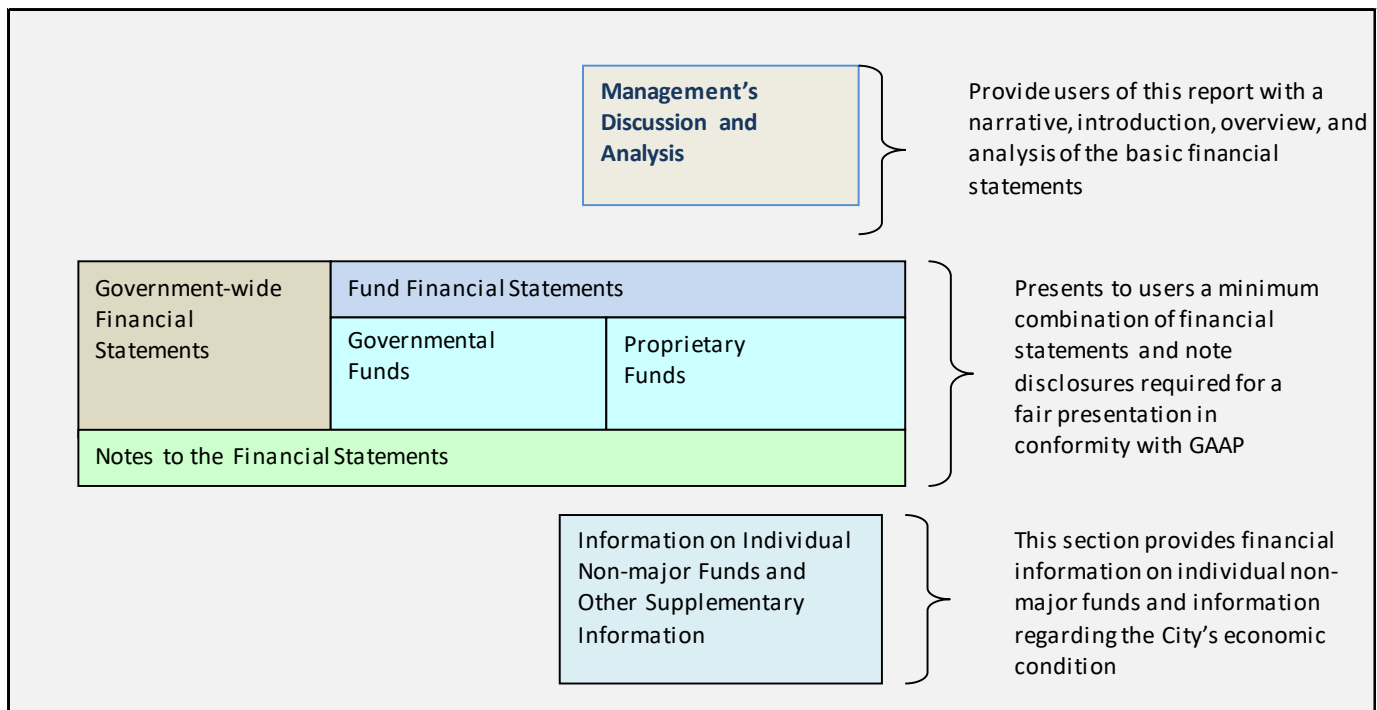 Management’s
Discussion and
Analysis
Provide users of this report with a
narrative, introduction, overview, and
analysis of the basic financial
statements
Government-wide
Financial
Statements
Fund Financial Statements
Governmental
Funds
Proprietary
Funds
Notes to the Financial Statements
Presents to users a minimum
combination of financial
statements and note
disclosures required for a
fair presentation in
conformity with GAAP
Information on Individual
Non-major Funds and
Other Supplementary
Information
This section provides financial
information on individual non-
major funds and information
regarding the City’s economic
condition